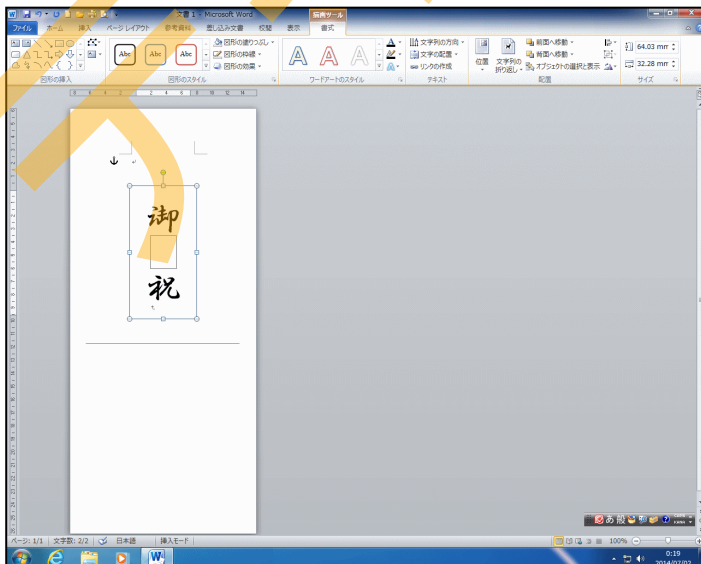 文書 1 - Microsoft Word
描画ツール
ファイル ホーム 挿入 ページ レイアウト 参考資料 差し込み文書 校閲 表示 書式
Abc Abc Abc
図形の塗りつぶし
図形の枠線
図形の効果
A A A
文字列の方向
文字の配置
リンクの作成
位置
文字列の折り返し
前面へ移動
背面へ移動
オブジェクトの選択と表示
64.03 mm
32.28 mm
図形の挿入 図形のスタイル ワードアートのスタイル テキスト 配置 サイズ
御
祝
あ 般
ページ: 1/1 文字数: 2/2 日本語 挿入モード 100%
0:19
2014/07/02